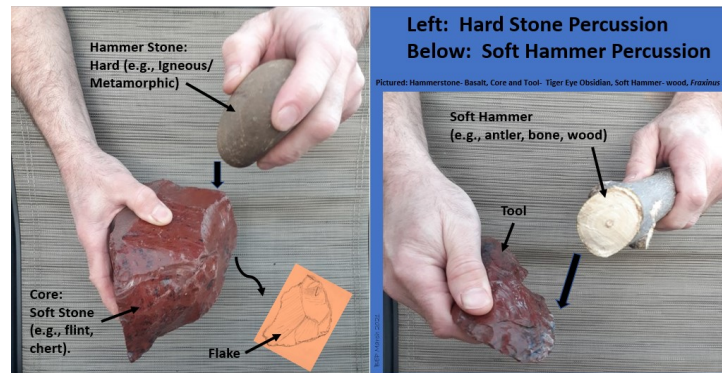 Hammer Stone:
Hard (e.g., Igneous/
Metamorphic)
Core:
Soft Stone
(e.g., flint,
chert).
Flake
Left:  Hard Stone Percussion
Below:  Soft Hammer Percussion
Pictured: Hammerstone- Basalt, Core and Tool-  Tiger Eye Obsidian, Soft Hammer- wood, Fraxinus
Soft Hammer
(e.g., antler, bone, wood)
Tool